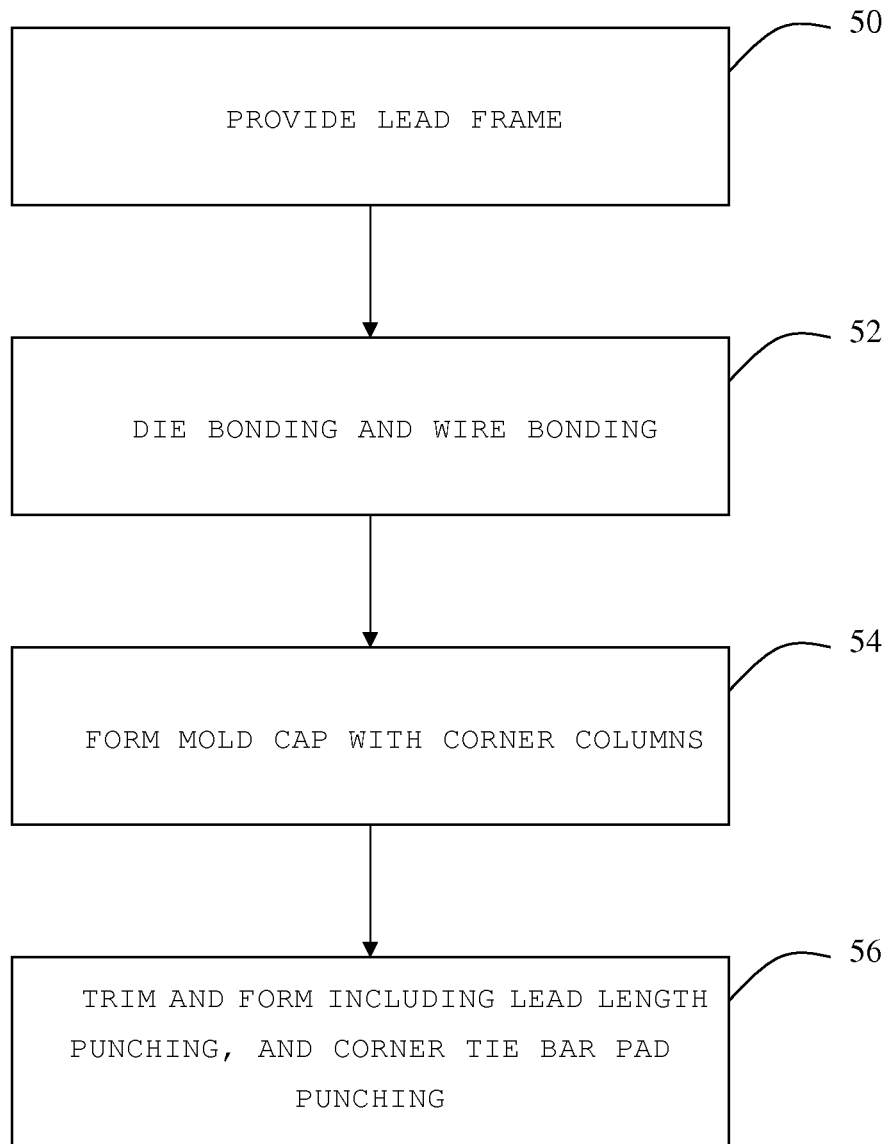 50
PROVIDE LEAD FRAME
52
DIE BONDING AND WIRE BONDING
54
FORM MOLD CAP WITH CORNER COLUMNS
56
TRIM AND FORM INCLUDING LEAD LENGTH
PUNCHING, AND CORNER TIE BAR PAD
PUNCHING